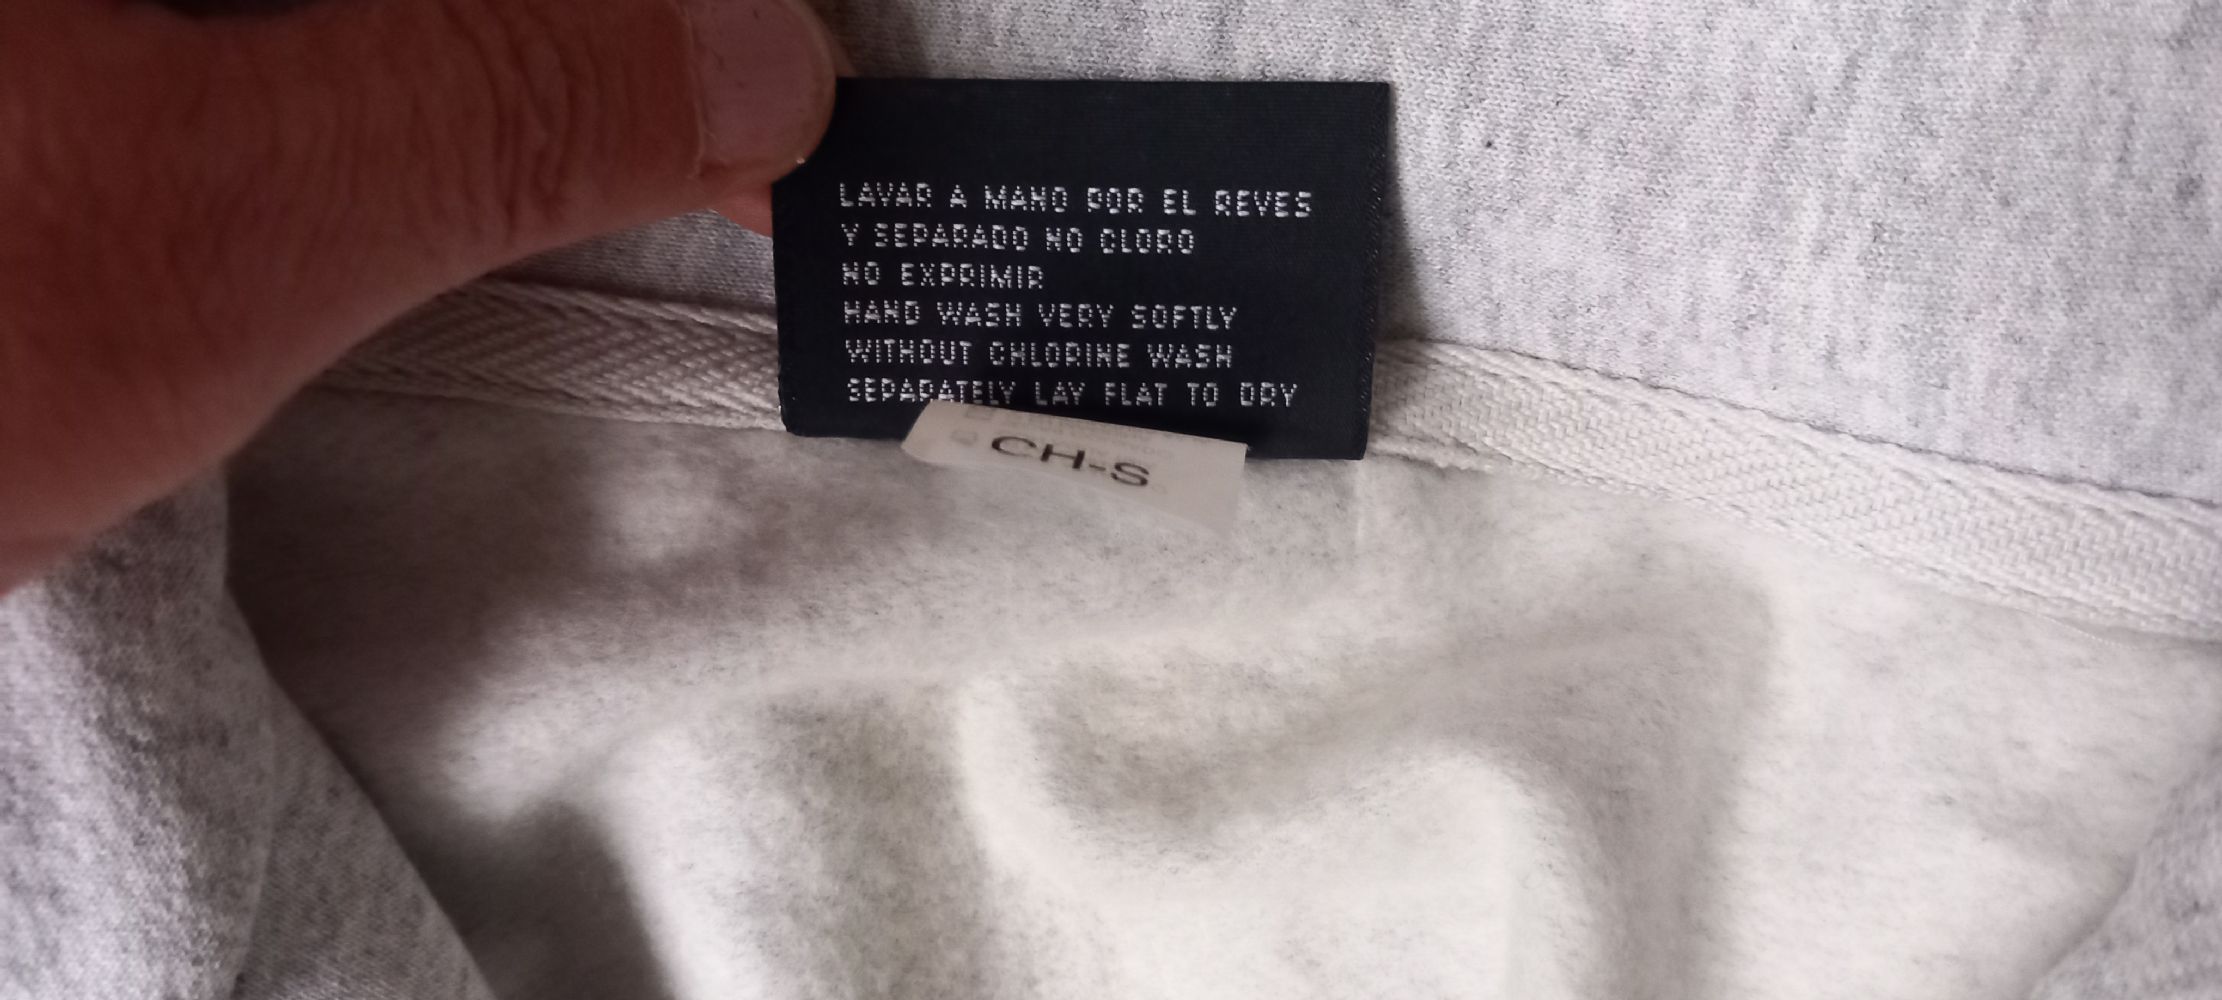 LAVAR A MANO POR EL REVES
Y SEPARADO NO CLORO
NO EXPRIMIR
HAND WASH VERY SOFTLY
WITHOUT CHLORINE WASH
SEPARATELY LAY FLAT TO DRY
CH-S